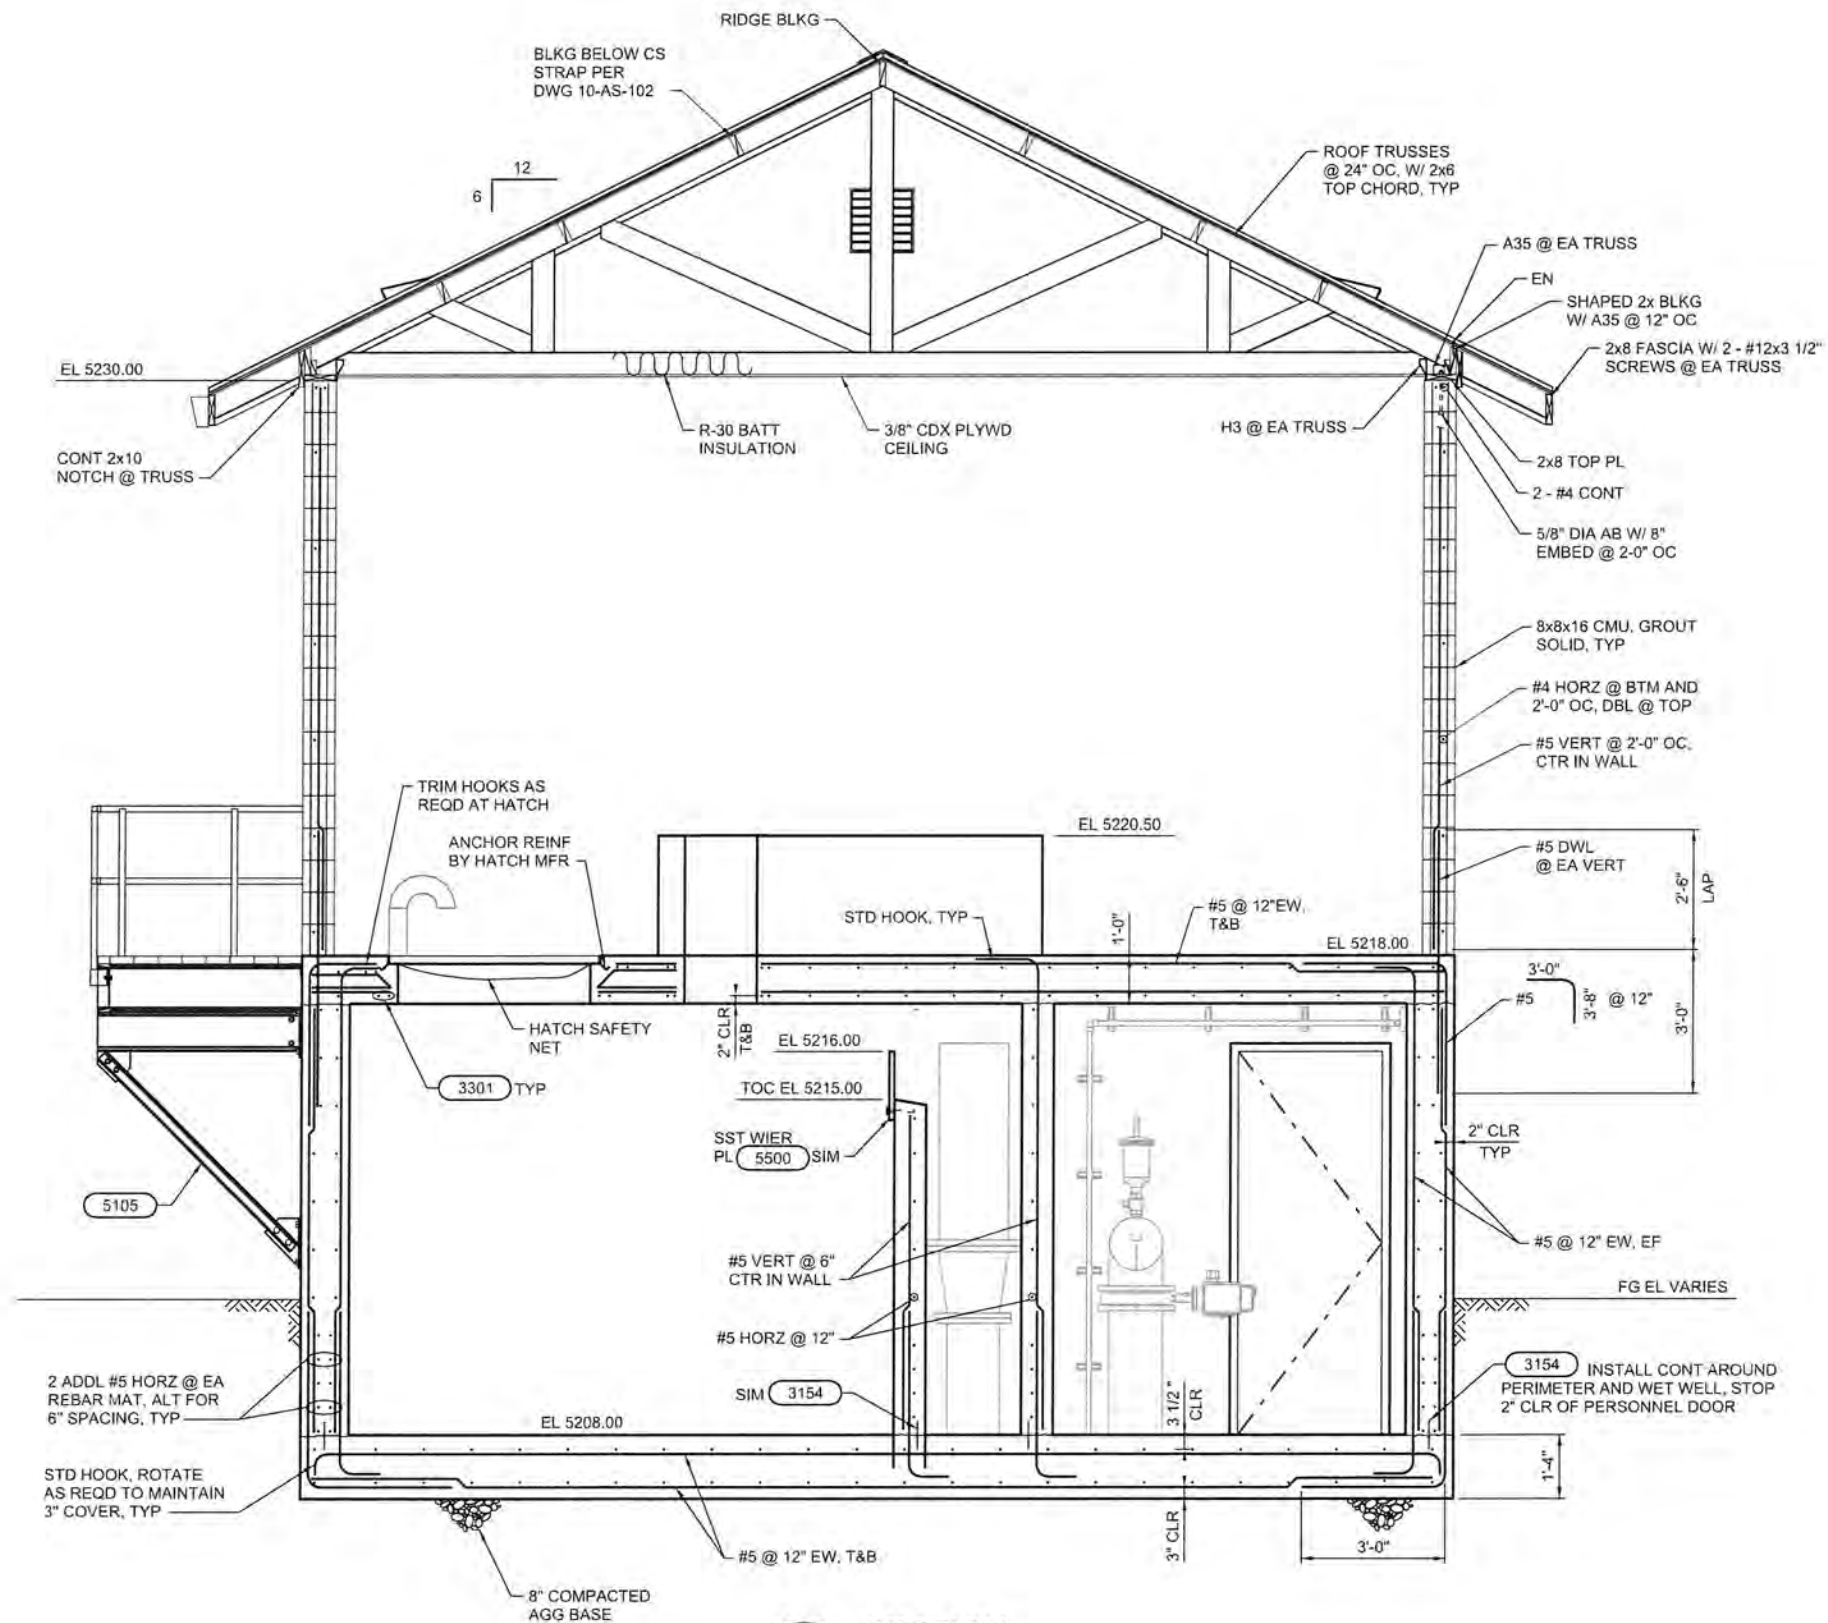 RIDGE BLKG
BLKG BELOW CS
STRAP PER
DWG 10-AS-102
12
6
ROOF TRUSSES
@ 24" OC, W/ 2x6
TOP CHORD, TYP
A35 @ EA TRUSS
EN
SHAPED 2x BLKG
W/ A35 @ 12" OC
2x8 FASCIA W/ 2 - #12x3 1/2"
SCREWS @ EA TRUSS
EL 5230.00
R-30 BATT
INSULATION
3/8" CDX PLYWD
CEILING
H3 @ EA TRUSS
CONT 2x10
NOTCH @ TRUSS
2x8 TOP PL
2 - #4 CONT
5/8" DIA AB W/ 8"
EMBED @ 2-0" OC
8x8x16 CMU, GROUT
SOLID, TYP
#4 HORZ @ BTM AND
2'-0" OC, DBL @ TOP
#5 VERT @ 2'-0" OC,
CTR IN WALL
TRIM HOOKS AS
REQD AT HATCH
ANCHOR REINF
BY HATCH MFR
EL 5220.50
#5 DWL
@ EA VERT
2'-6"
LAP
STD HOOK, TYP
1'-0"
#5 @ 12"EW,
T&B
EL 5218.00
3'-0"
#5
3'-8"
@ 12"
3'-0"
HATCH SAFETY
NET
2" CLR
T&B
EL 5216.00
3301 TYP
TOC EL 5215.00
SST WIER
PL 5500 SIM
2" CLR
TYP
5105
#5 @ 12" EW, EF
#5 VERT @ 6"
CTR IN WALL
FG EL VARIES
#5 HORZ @ 12"
2 ADDL #5 HORZ @ EA
REBAR MAT, ALT FOR
6" SPACING, TYP
SIM 3154
3 1/2"
CLR
3154 INSTALL CONT AROUND
PERIMETER AND WET WELL, STOP
2" CLR OF PERSONNEL DOOR
EL 5208.00
STD HOOK, ROTATE
AS REQD TO MAINTAIN
3" COVER, TYP
1'-4"
#5 @ 12" EW, T&B
3" CLR
3'-0"
8" COMPACTED
AGG BASE